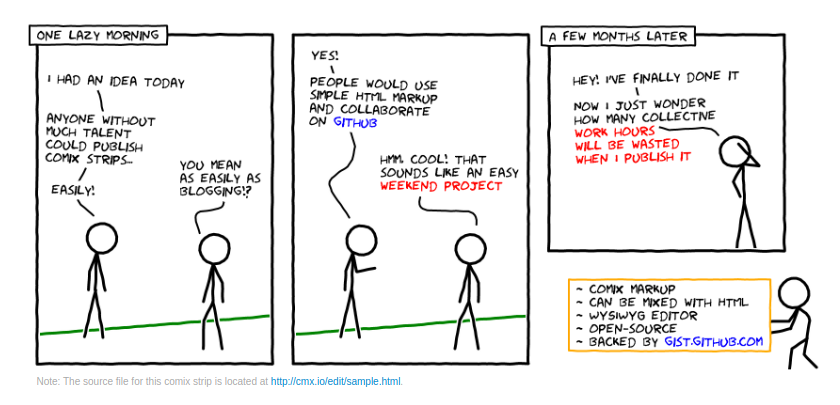 ONE LAZY MORNING
I HAD AN IDEA TODAY
ANYONE WITHOUT
MUCH TALENT
COULD PUBLISH
COMIX STRIPS...
EASILY!
YOU MEAN
AS EASILY AS
BLOGGING!?
YES!
PEOPLE WOULD USE
SIMPLE HTML MARKUP
AND COLLABORATE
ON GITHUB
HMM. COOL! THAT
SOUNDS LIKE AN EASY
WEEKEND PROJECT
A FEW MONTHS LATER
HEY! I'VE FINALLY DONE IT
NOW I JUST WONDER
HOW MANY COLLECTIVE
WORK HOURS
WILL BE WASTED
WHEN I PUBLISH IT
~ COMIX MARKUP
~ CAN BE MIXED WITH HTML
~ WYSIWYG EDITOR
~ OPEN-SOURCE
~ BACKED BY GIST.GITHUB.COM
Note: The source file for this comix strip is located at http://cmx.io/edit/sample.html.